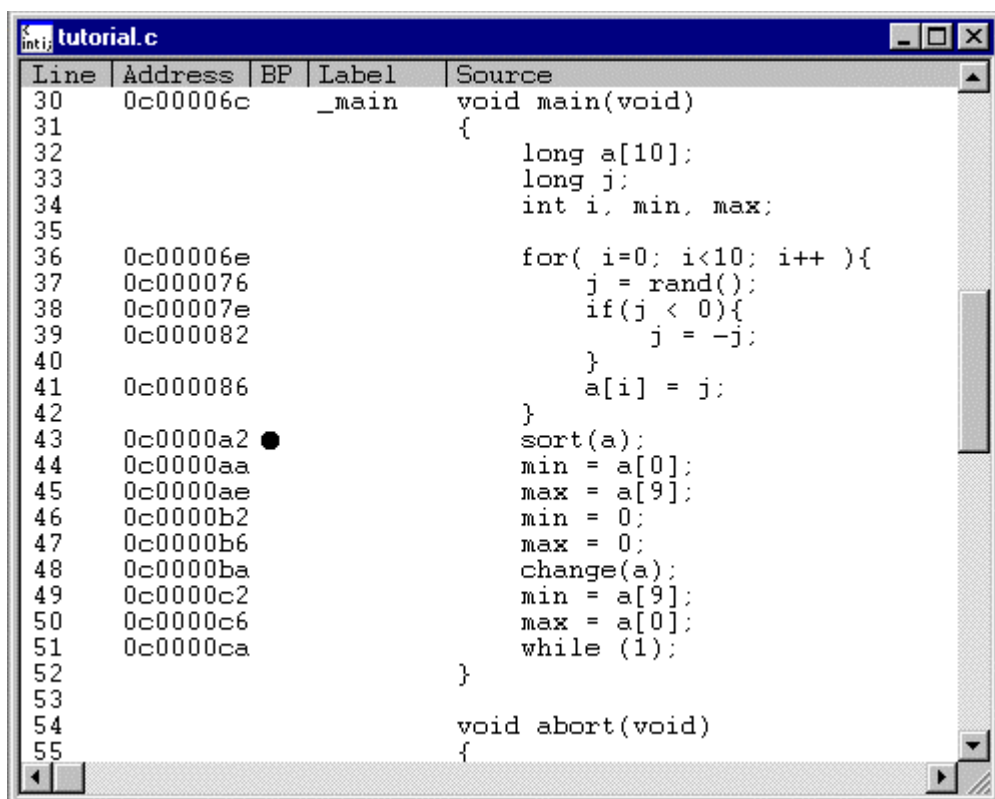 inti; tutorial.c
Line Address BP Label Source
30 0c00006c _main void main(void)
31 {
32 long a[10];
33 long j;
34 int i, min, max;
35
36 0c00006e for( i=0; i<10; i++ ){
37 0c000076 j = rand();
38 0c00007e if(j < 0){
39 0c000082 j = -j;
40 }
41 0c000086 a[i] = j;
42 }
43 0c0000a2 ● sort(a);
44 0c0000aa min = a[0];
45 0c0000ae max = a[9];
46 0c0000b2 min = 0;
47 0c0000b6 max = 0;
48 0c0000ba change(a);
49 0c0000c2 min = a[9];
50 0c0000c6 max = a[0];
51 0c0000ca while (1);
52 }
53
54 void abort(void)
55 {